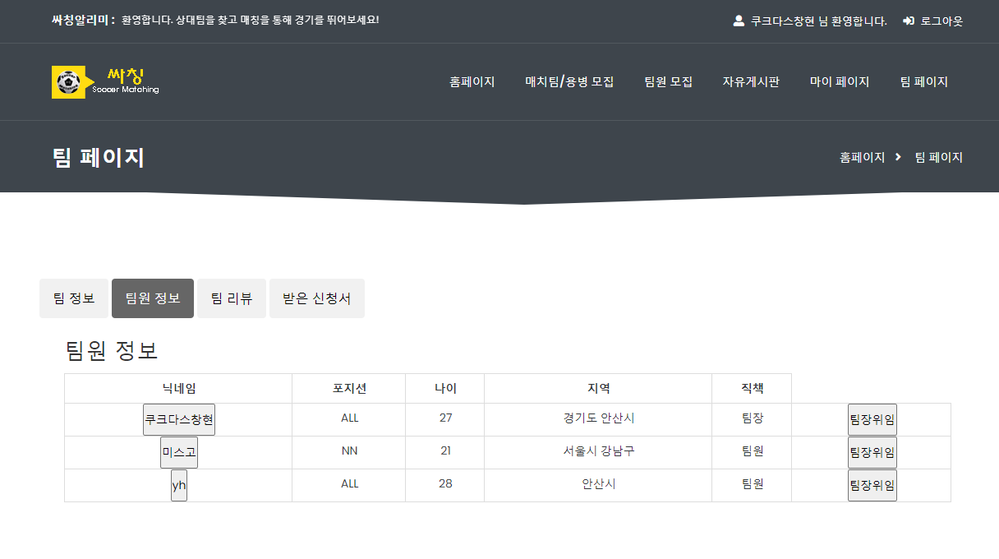 싸칭알리미 : 환영합니다. 상대팀을 찾고 매칭을 통해 경기를 뛰어보세요!
쿠크다스창현 님 환영합니다. 로그아웃
싸칭
Soccer Matching
홈페이지 매치팀/용병 모집 팀원 모집 자유게시판 마이 페이지 팀 페이지
팀 페이지
홈페이지 팀 페이지
팀 정보 팀원 정보 팀 리뷰 받은 신청서
팀원 정보
닉네임 포지션 나이 지역 직책
쿠크다스창현 ALL 27 경기도 안산시 팀장 팀장위임
미스고 NN 21 서울시 강남구 팀원 팀장위임
yh ALL 28 안산시 팀원 팀장위임